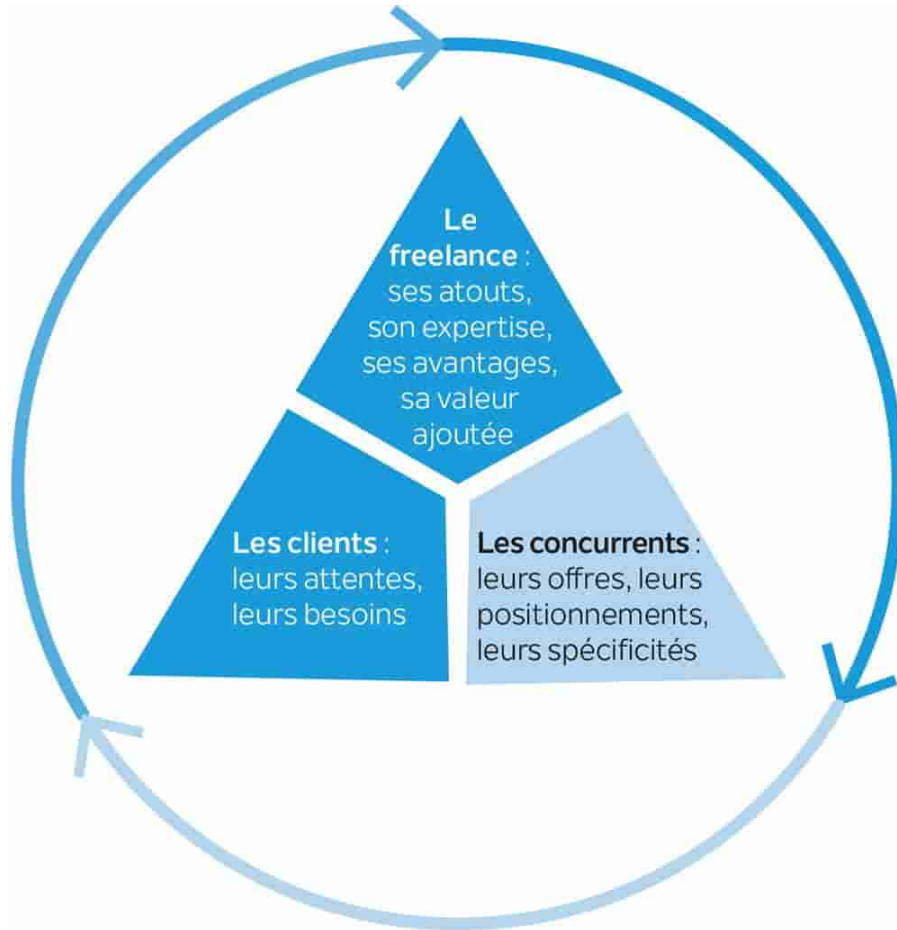 Le
freelance :
ses atouts,
son expertise,
ses avantages,
sa valeur
ajoutée
Les clients :
leurs attentes,
leurs besoins
Les concurrents :
leurs offres, leurs
positionnements,
leurs spécificités